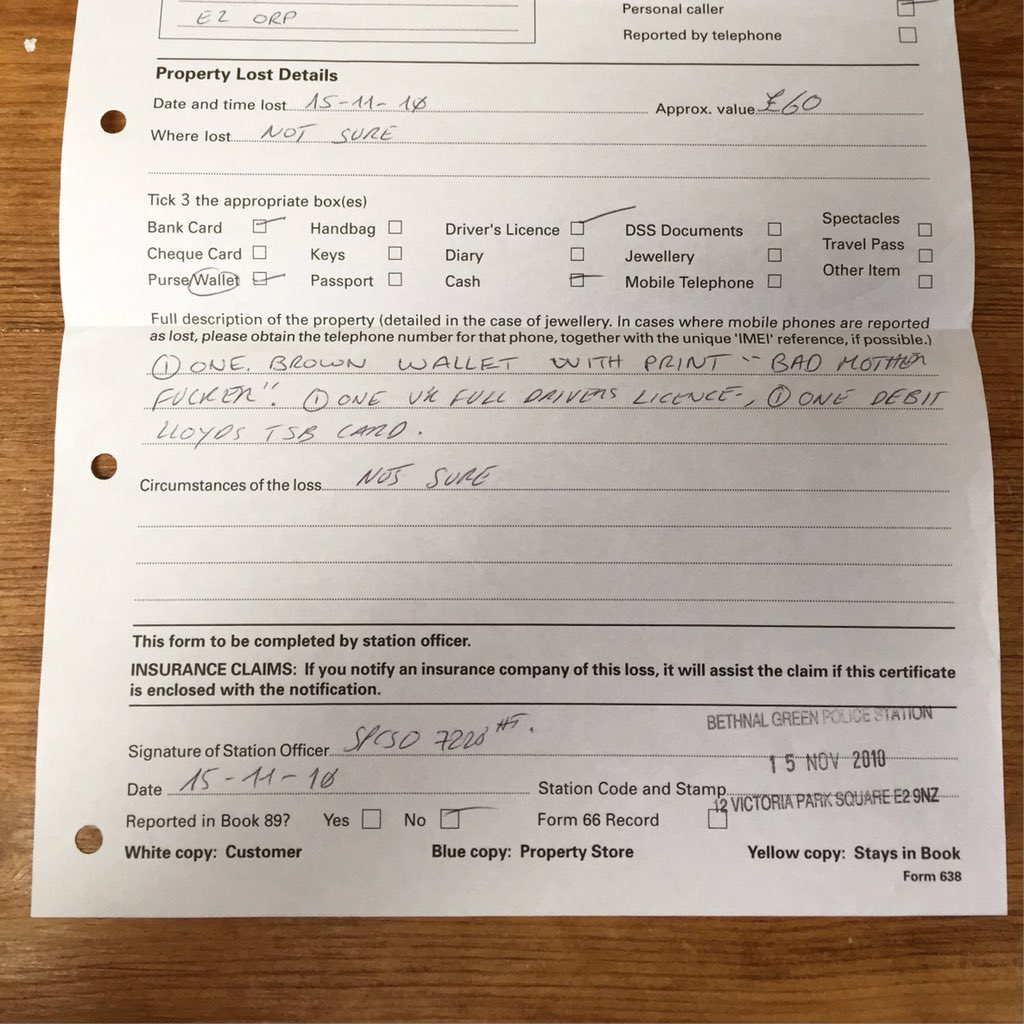 E2 0RP
Personal caller
Reported by telephone
Property Lost Details
Date and time lost 15-11-10 Approx. value £60
Where lost NOT SURE
Tick 3 the appropriate box(es)
Bank Card Handbag Driver's Licence DSS Documents Spectacles
Cheque Card Keys Diary Jewellery Travel Pass
Purse/Wallet Passport Cash Mobile Telephone Other Item
Full description of the property (detailed in the case of jewellery. In cases where mobile phones are reported
as lost, please obtain the telephone number for that phone, together with the unique 'IMEI' reference, if possible.)
① ONE. BROWN WALLET WITH PRINT "BAD MOTHER
FUCKER". ① ONE UK FULL DRIVERS LICENCE-, ① ONE DEBIT
LLOYDS TSB CARD.
Circumstances of the loss NOT SURE
This form to be completed by station officer.
INSURANCE CLAIMS: If you notify an insurance company of this loss, it will assist the claim if this certificate
is enclosed with the notification.
BETHNAL GREEN POLICE STATION
Signature of Station Officer SPCSO 7228 HT.
15 NOV 2010
Date 15-11-10 Station Code and Stamp
12 VICTORIA PARK SQUARE E2 9NZ
Reported in Book 89? Yes No Form 66 Record
White copy: Customer Blue copy: Property Store Yellow copy: Stays in Book
Form 638